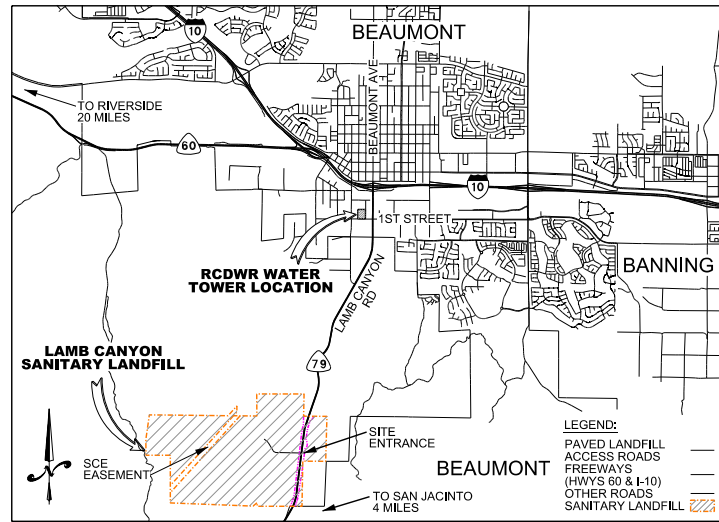 10
BEAUMONT
TO RIVERSIDE
20 MILES
BEAUMONT AVE
60
10
1ST STREET
RCDWR WATER
TOWER LOCATION
BANNING
LAMB CANYON
RD
LAMB CANYON
SANITARY LANDFILL
79
SCE
EASEMENT
SITE
ENTRANCE
N
BEAUMONT
TO SAN JACINTO
4 MILES
LEGEND:
PAVED LANDFILL
ACCESS ROADS
FREEWAYS
(HWYS 60 & I-10)
OTHER ROADS
SANITARY LANDFILL